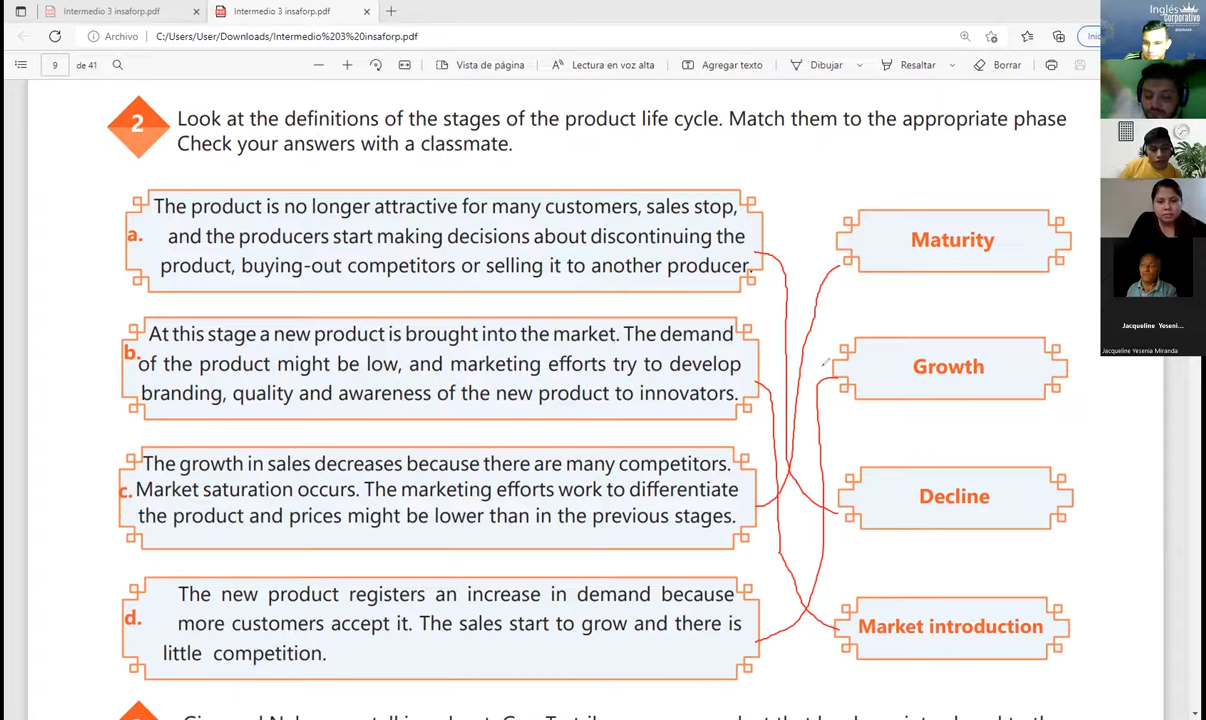 Intermedio 3 insaforp.pdf
Intermedio 3 insaforp.pdf
Archivo C:/Users/User/Downloads/Intermedio%203%20insaforp.pdf
9 de 41 Vista de página Lectura en voz alta Agregar texto Dibujar Resaltar Borrar
Inglés
Corporativo
2 Look at the definitions of the stages of the product life cycle. Match them to the appropriate phase
Check your answers with a classmate.
a. The product is no longer attractive for many customers, sales stop,
and the producers start making decisions about discontinuing the
product, buying-out competitors or selling it to another producer.
Maturity
b. At this stage a new product is brought into the market. The demand
of the product might be low, and marketing efforts try to develop
branding, quality and awareness of the new product to innovators.
Growth
c. The growth in sales decreases because there are many competitors.
Market saturation occurs. The marketing efforts work to differentiate
the product and prices might be lower than in the previous stages.
Decline
d. The new product registers an increase in demand because
more customers accept it. The sales start to grow and there is
little competition.
Market introduction
Jacqueline Yeseni...
Jacqueline Yesenia Miranda